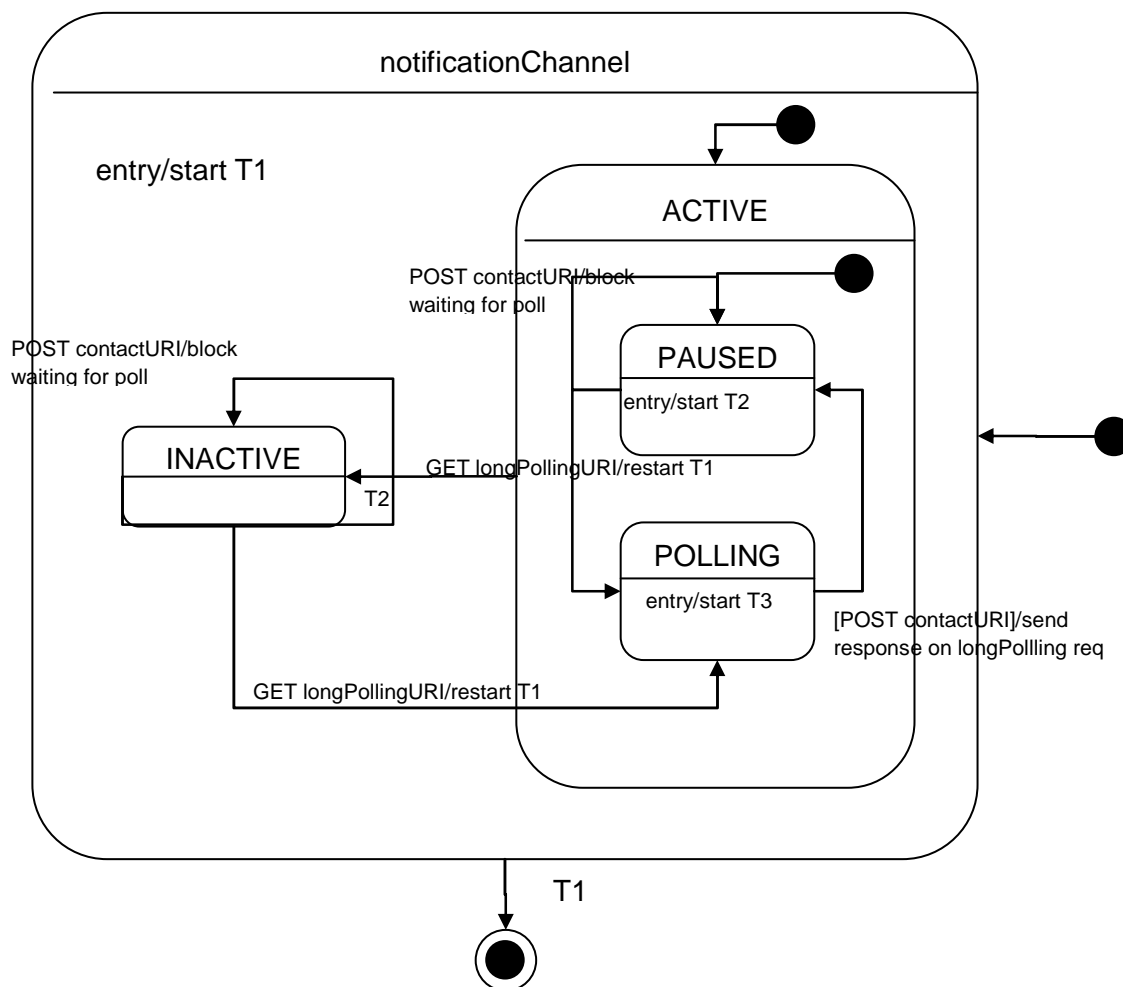 notificationChannel
entry/start T1
ACTIVE
POST contactURI/block
waiting for poll
PAUSED
entry/start T2
POST contactURI/block
waiting for poll
INACTIVE
GET longPollingURI/restart T1
T2
POLLING
entry/start T3
[POST contactURI]/send
response on longPollling req
GET longPollingURI/restart T1
T1